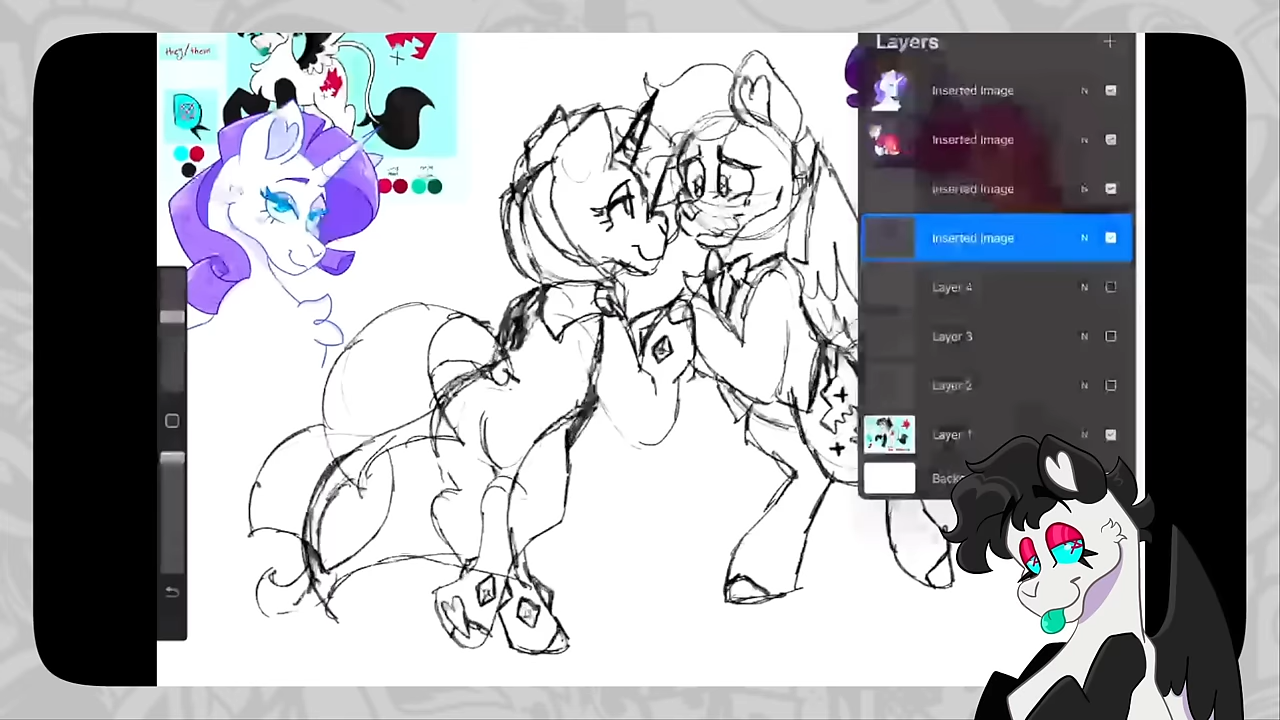 they/them
Layers
Inserted Image N
Inserted Image N
Inserted Image N
Inserted Image N
Layer 4 N
Layer 3 N
Layer 2 N
Layer 1 N